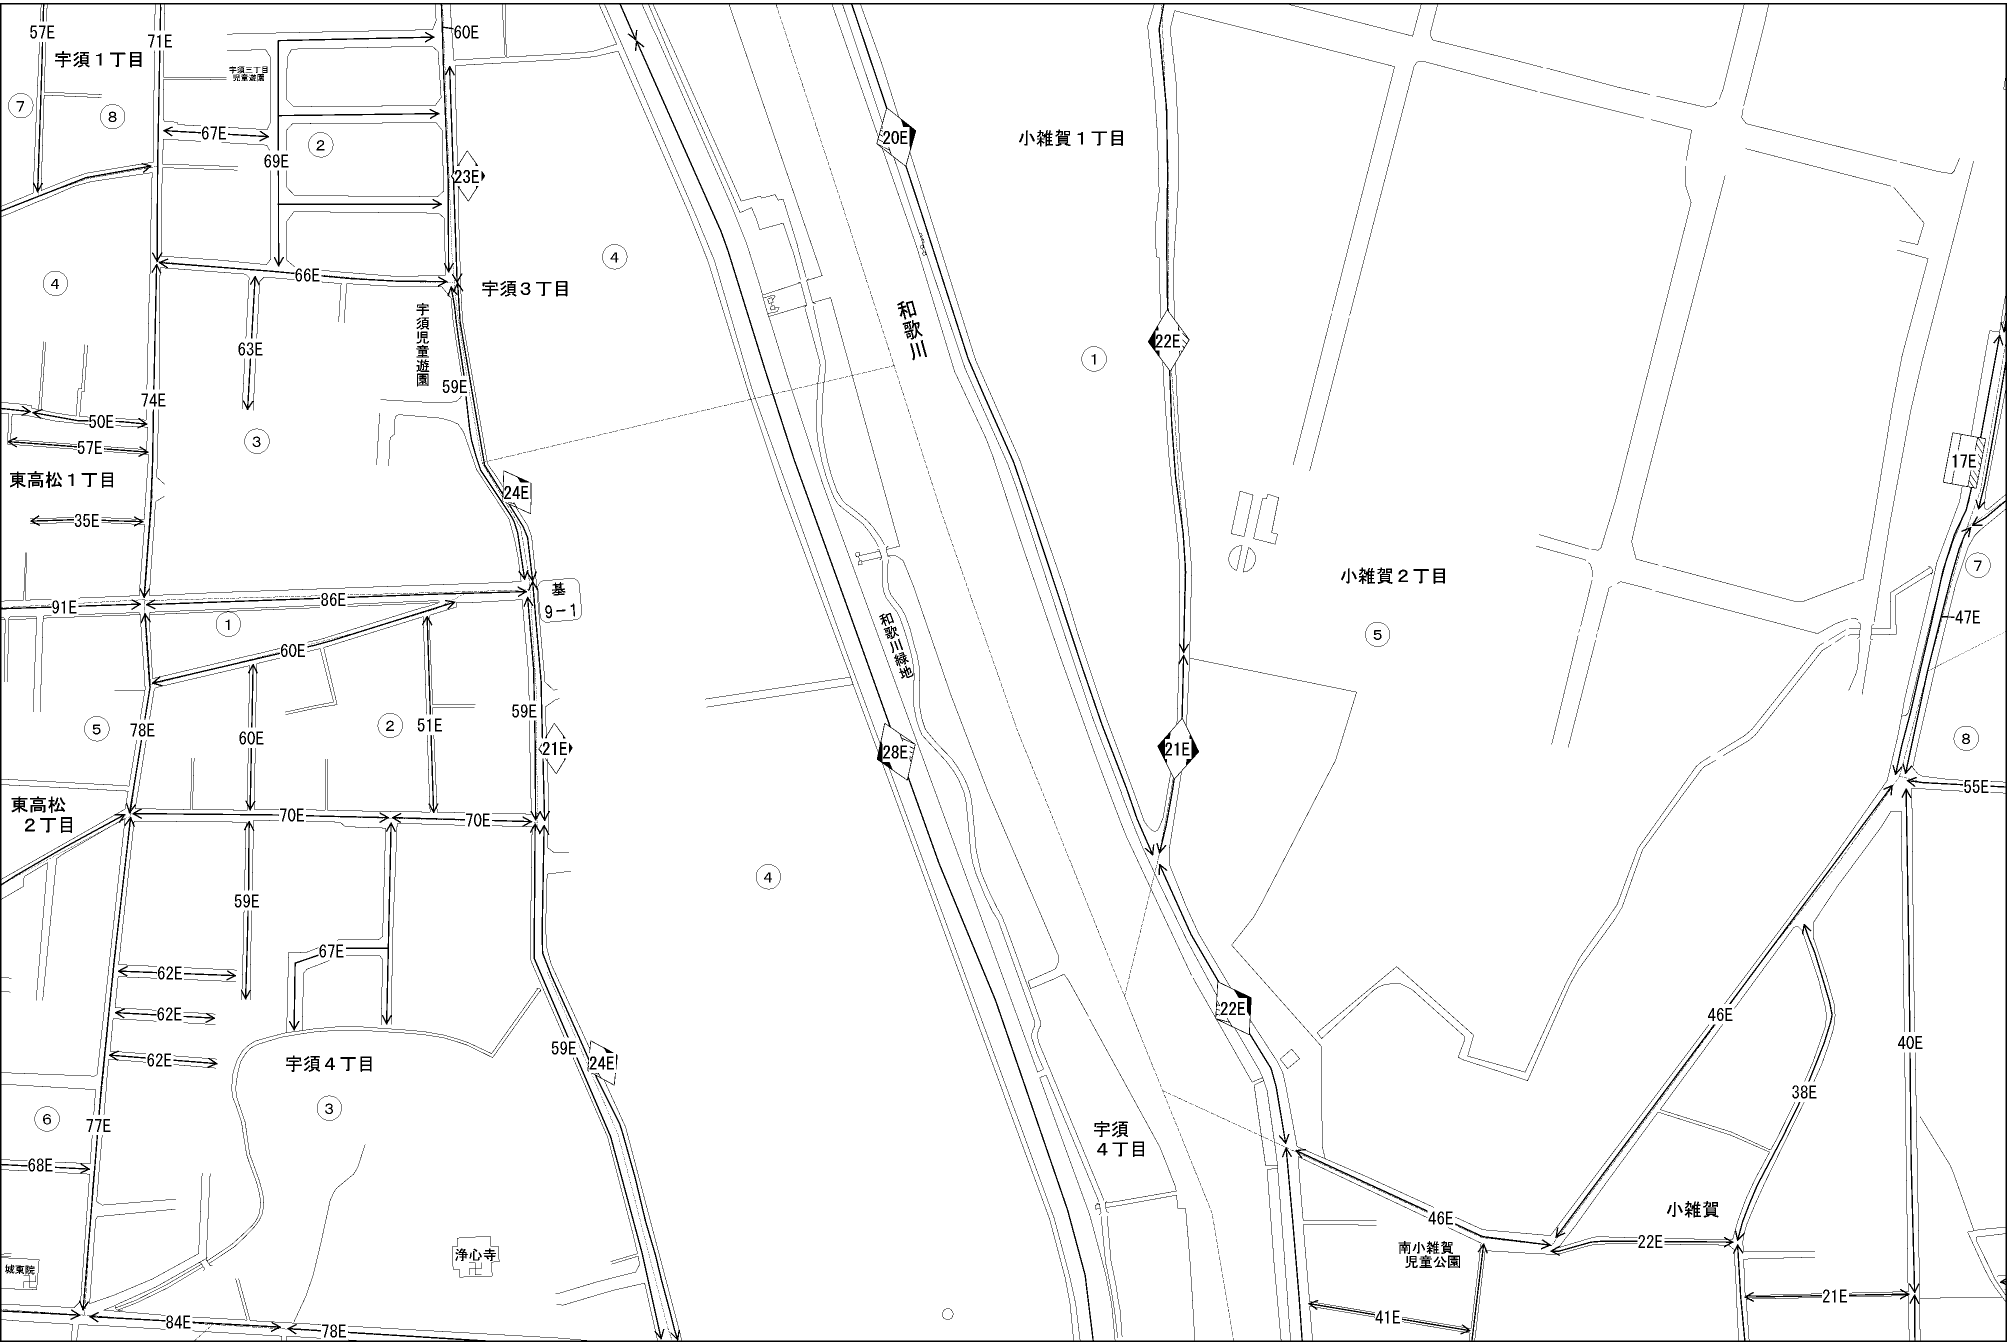 57E
71E
60E
宇須１丁目
宇須三丁目
児童遊園
7
8
67E
2
69E
23E
20E
小雑賀１丁目
4
66E
4
宇須３丁目
宇須児童遊園
和歌川
63E
22E
1
59E
74E
50E
57E
3
17E
東高松１丁目
24E
35E
小雑賀２丁目
7
基
9－1
91E
86E
1
和歌川緑地
5
47E
60E
5
78E
60E
2
51E
59E
21E
28E
21E
8
55E
東高松
２丁目
70E
70E
4
59E
67E
62E
62E
62E
22E
46E
40E
宇須４丁目
59E
24E
38E
3
6
77E
宇須
４丁目
68E
46E
小雑賀
22E
南小雑賀
児童公園
浄心寺
城東院
21E
84E
78E
41E